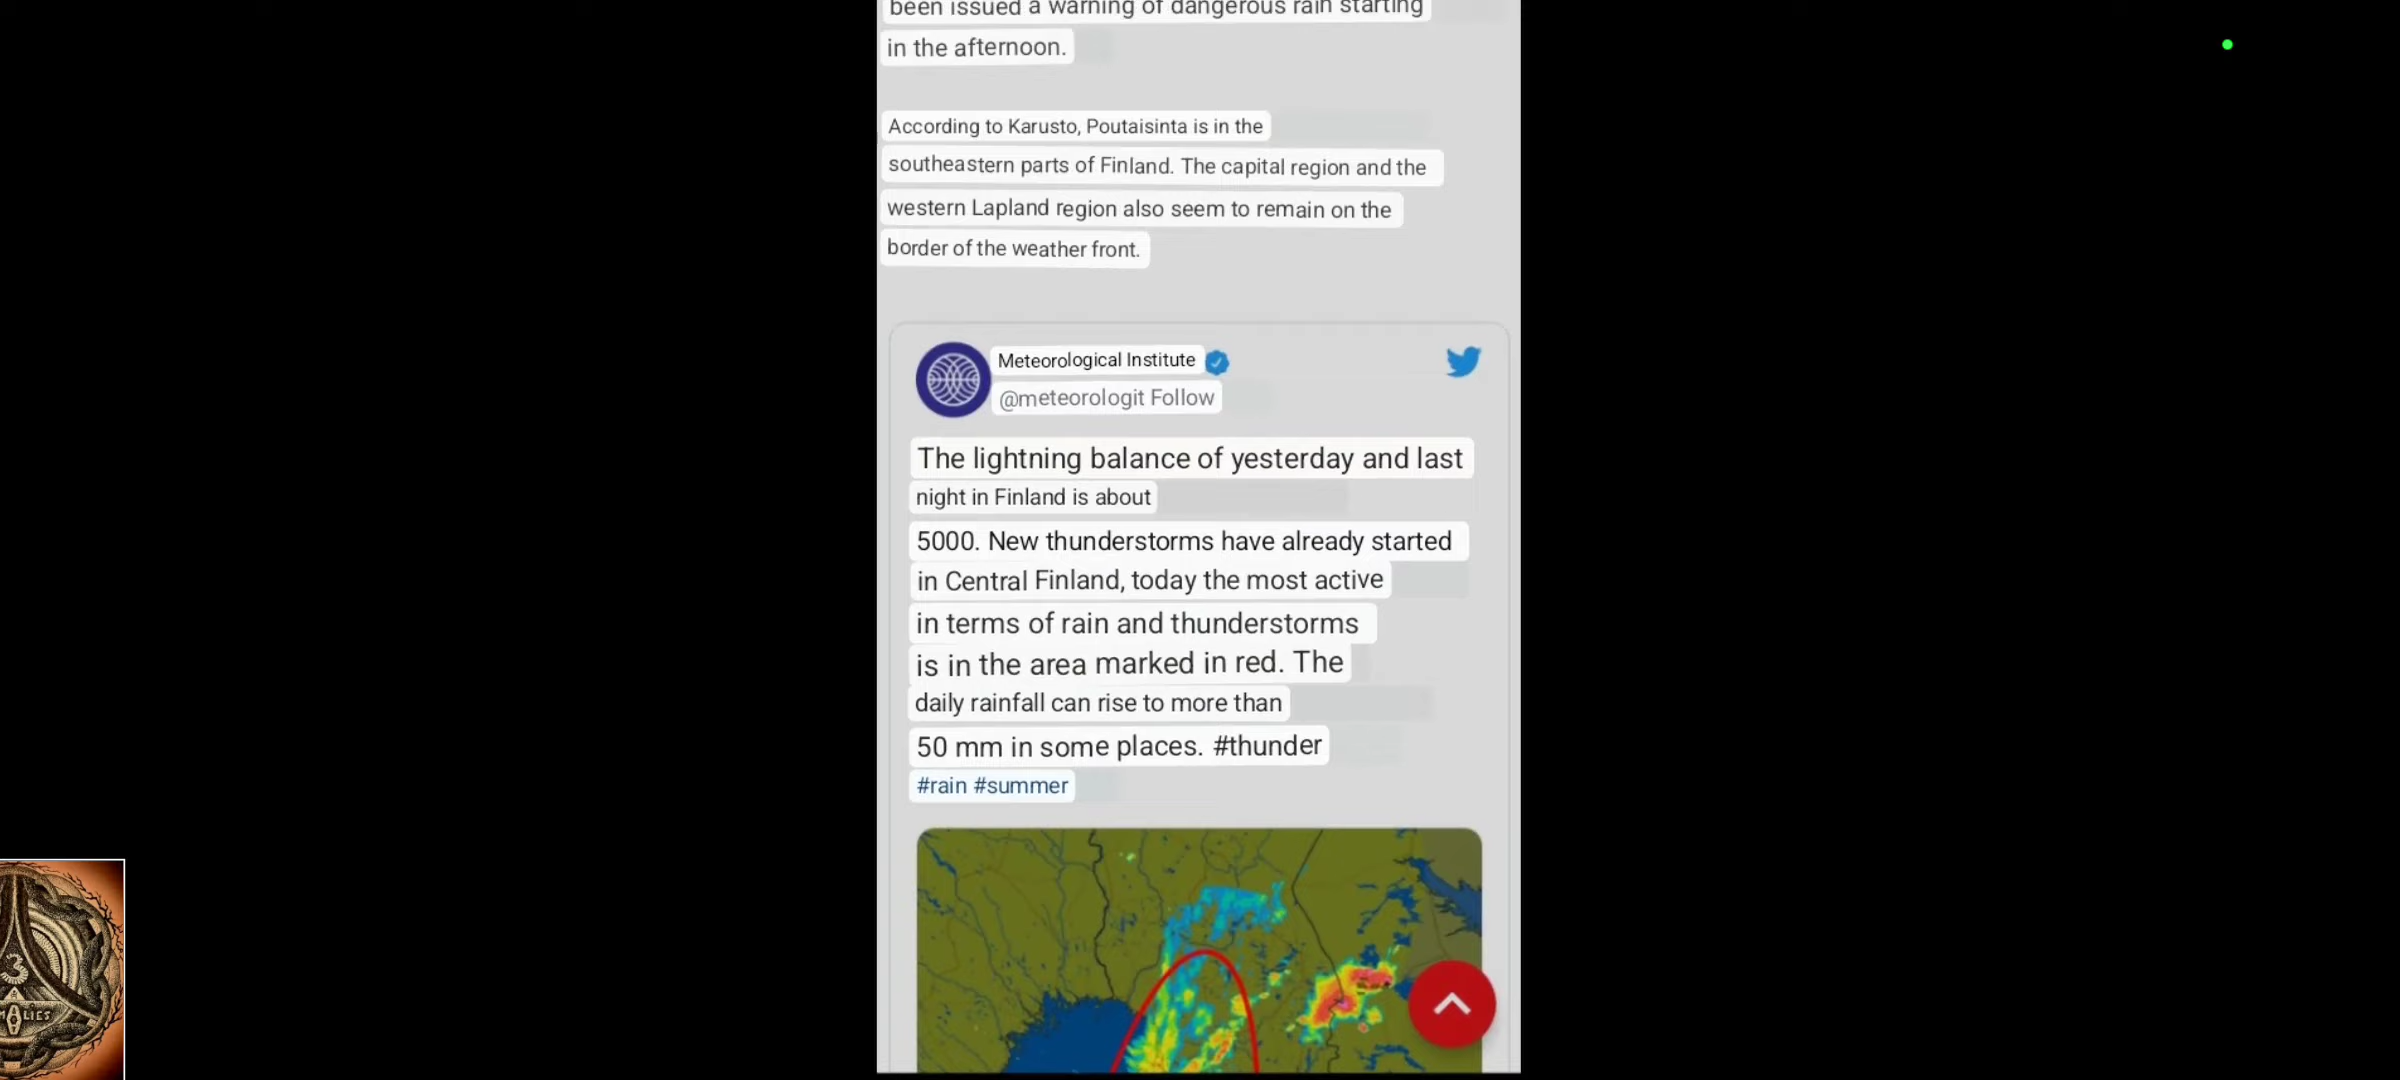 been issued a warning of dangerous rain starting
in the afternoon.
According to Karusto, Poutaisinta is in the
southeastern parts of Finland. The capital region and the
western Lapland region also seem to remain on the
border of the weather front.
Meteorological Institute
@meteorologit Follow
The lightning balance of yesterday and last
night in Finland is about
5000. New thunderstorms have already started
in Central Finland, today the most active
in terms of rain and thunderstorms
is in the area marked in red. The
daily rainfall can rise to more than
50 mm in some places. #thunder
#rain #summer
3